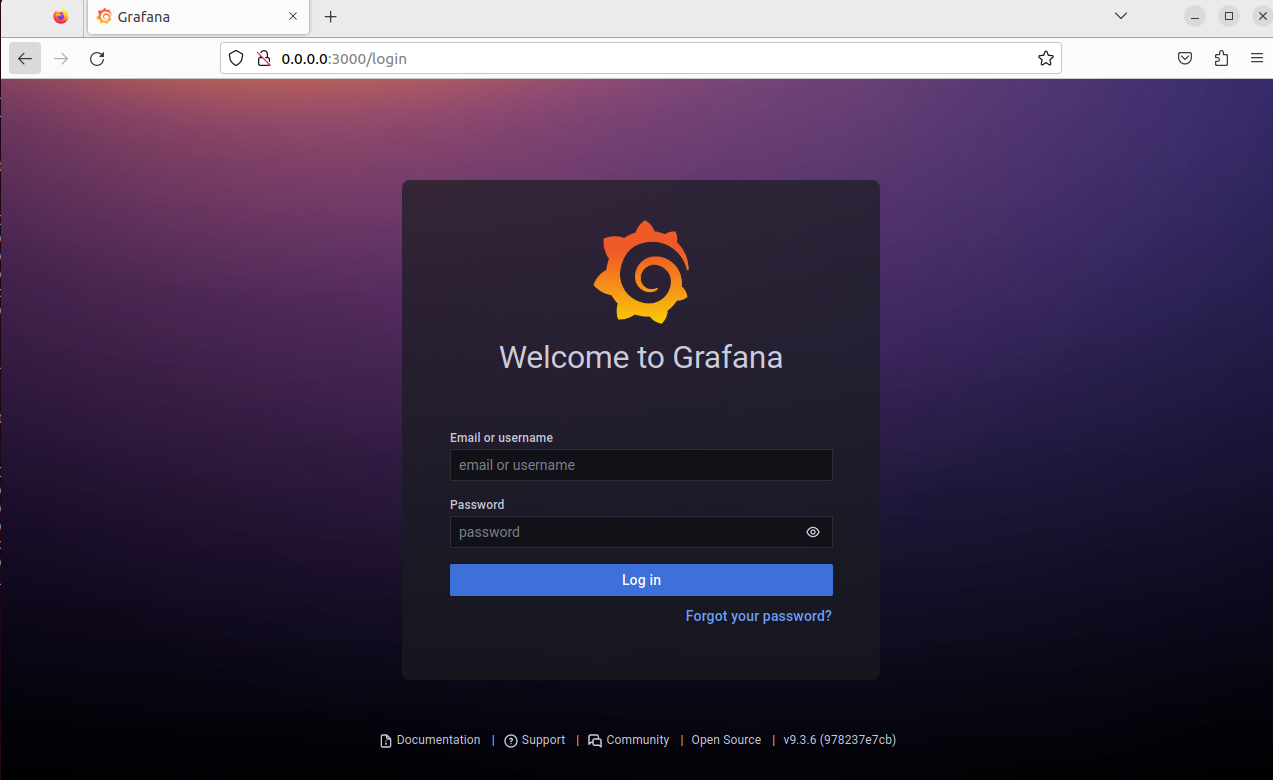 Grafana
0.0.0.0:3000/login
Welcome to Grafana
Email or username
email or username
Password
password
Log in
Forgot your password?
Documentation | Support | Community | Open Source | v9.3.6 (978237e7cb)